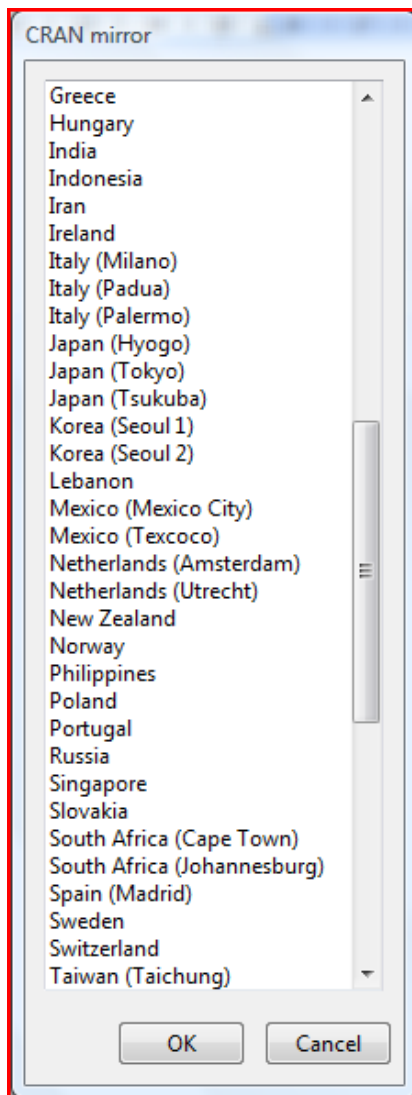 CRAN mirror
Greece
Hungary
India
Indonesia
Iran
Ireland
Italy (Milano)
Italy (Padua)
Italy (Palermo)
Japan (Hyogo)
Japan (Tokyo)
Japan (Tsukuba)
Korea (Seoul 1)
Korea (Seoul 2)
Lebanon
Mexico (Mexico City)
Mexico (Texcoco)
Netherlands (Amsterdam)
Netherlands (Utrecht)
New Zealand
Norway
Philippines
Poland
Portugal
Russia
Singapore
Slovakia
South Africa (Cape Town)
South Africa (Johannesburg)
Spain (Madrid)
Sweden
Switzerland
Taiwan (Taichung)
OK Cancel